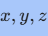 x, y, z